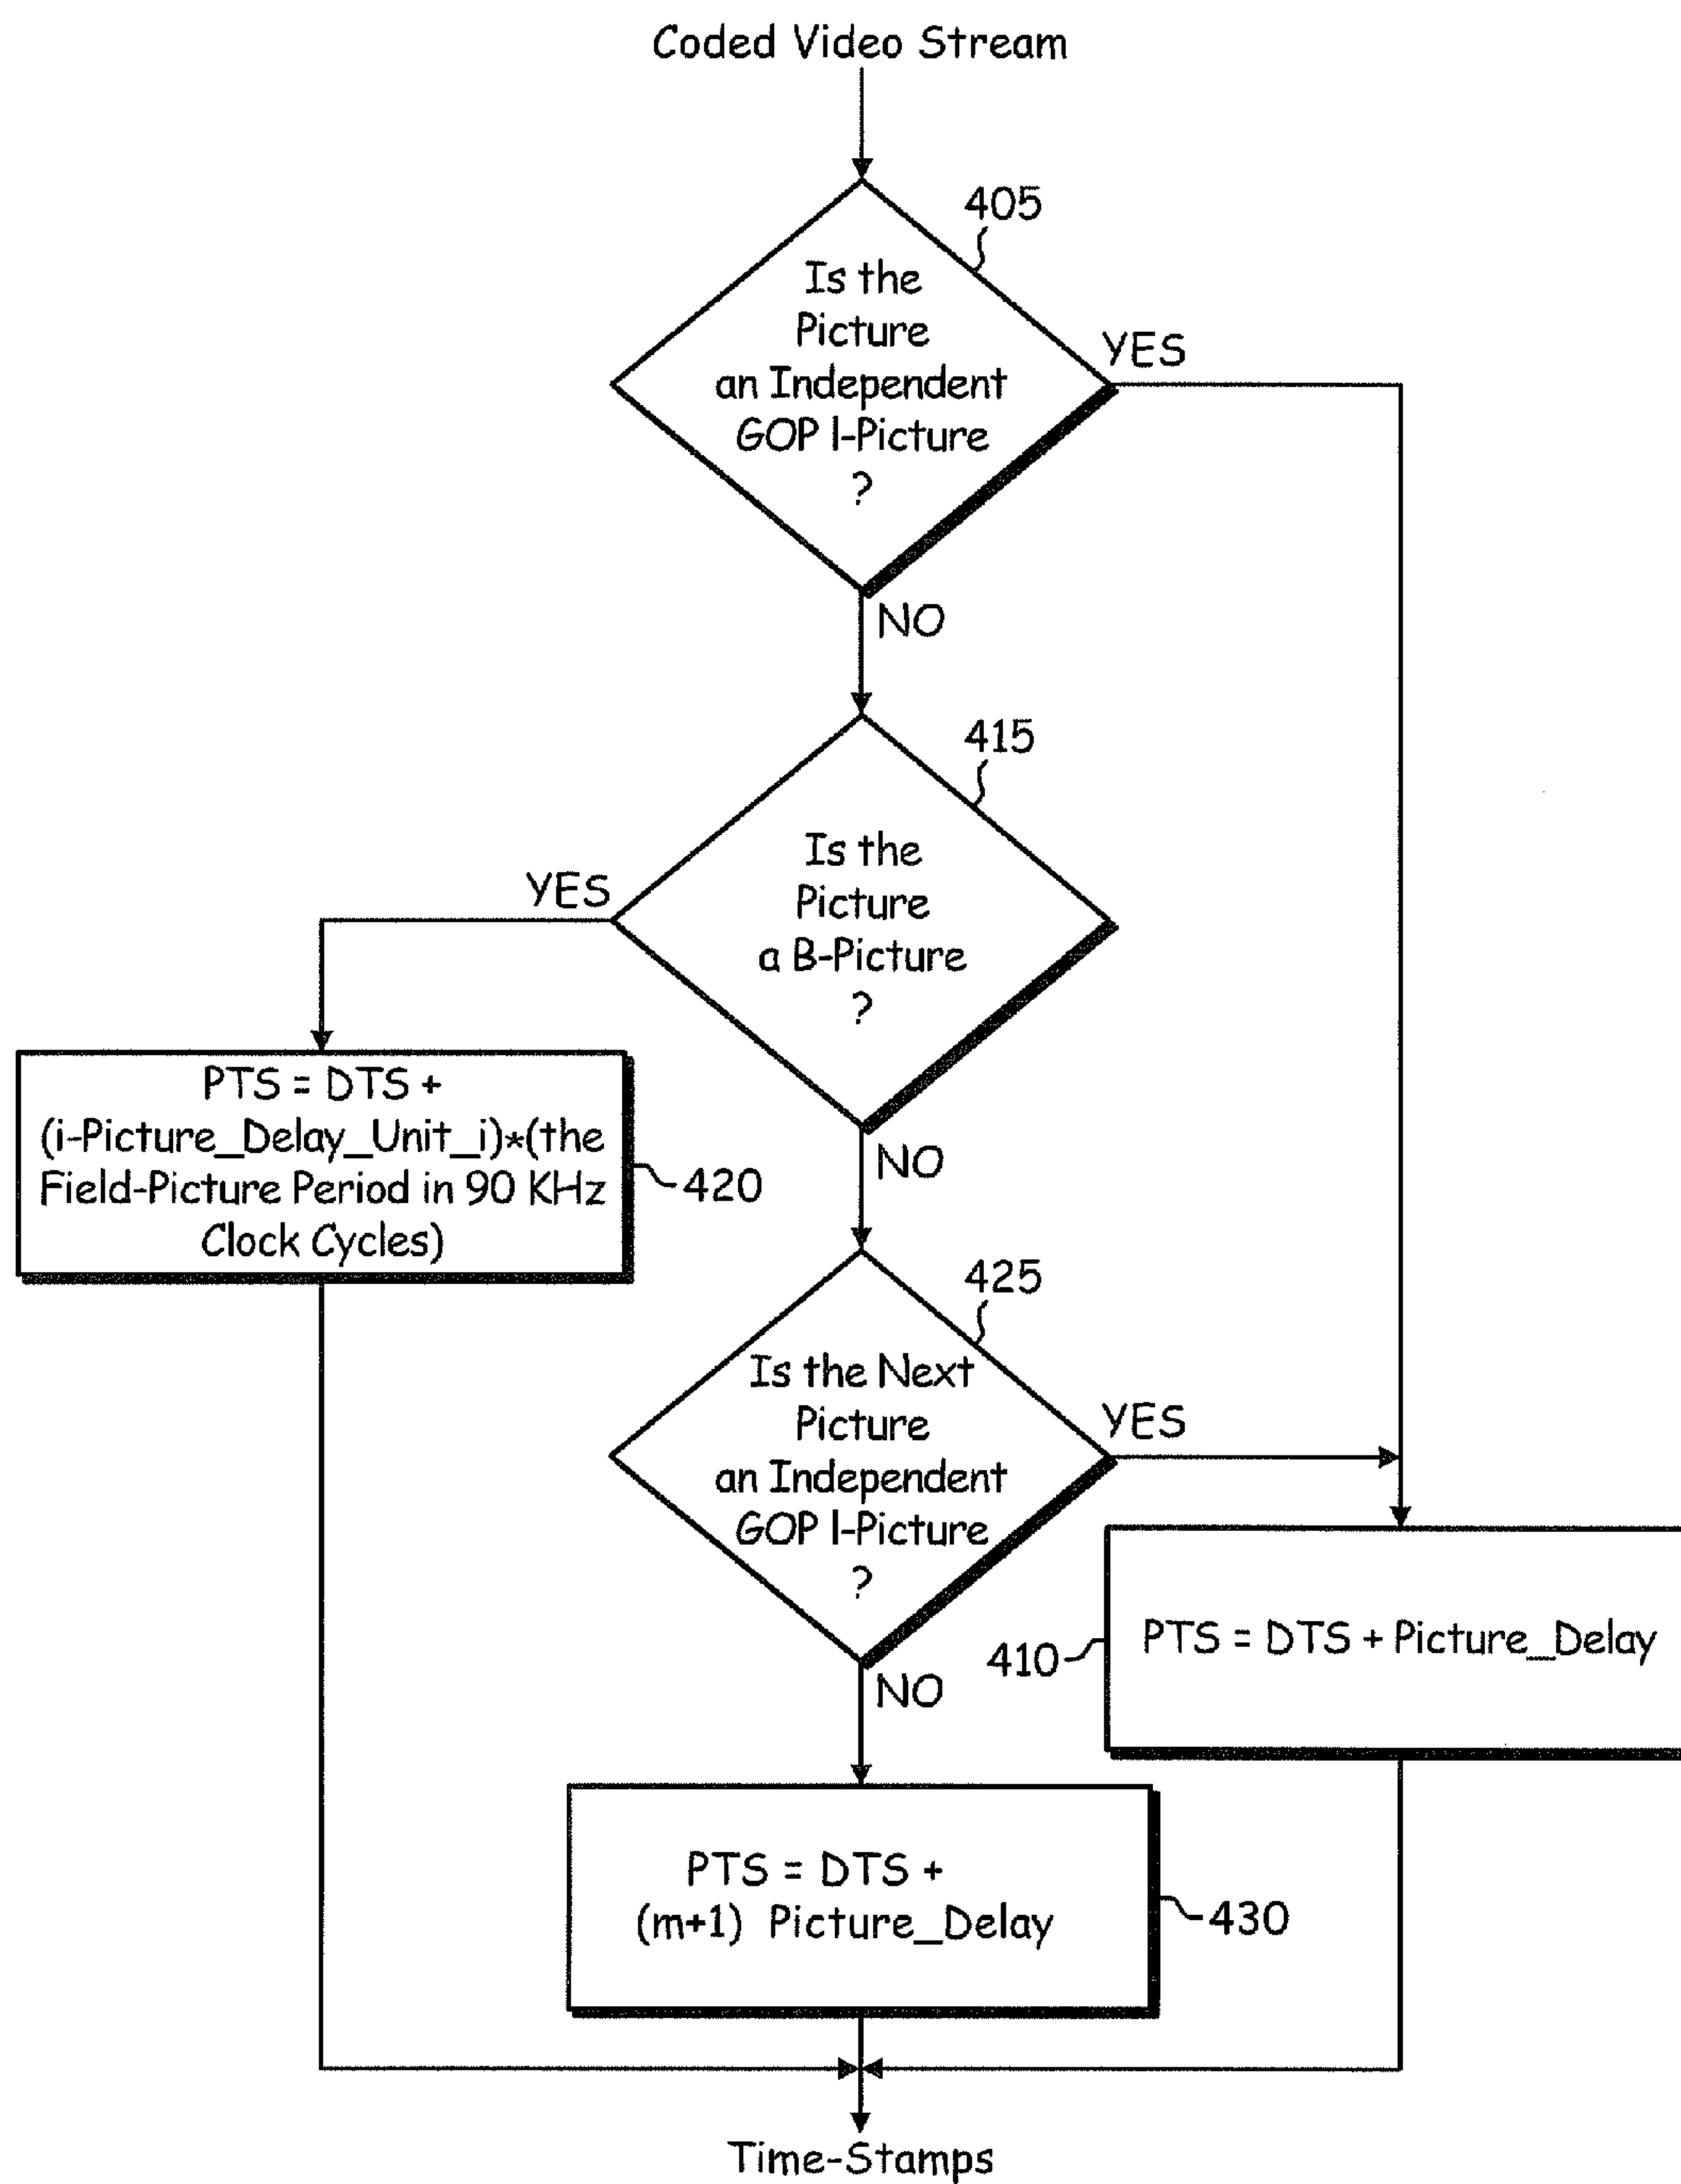 Coded Video Stream
405
Is the
Picture
an Independent
GOP I-Picture
?
YES
NO
415
Is the
Picture
a B-Picture
?
YES
NO
PTS = DTS +
(i-Picture_Delay_Unit_i)*(the
Field-Picture Period in 90 KHz
Clock Cycles)
420
425
Is the Next
Picture
an Independent
GOP I-Picture
?
YES
NO
410
PTS = DTS + Picture_Delay
PTS = DTS +
(m+1) Picture_Delay
430
Time-Stamps